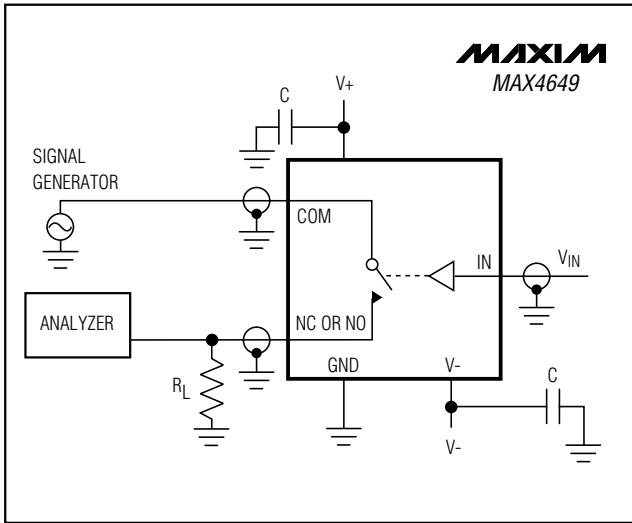 MAXIM
MAX4649
C
V+
SIGNAL
GENERATOR
COM
IN
VIN
ANALYZER
NC OR NO
RL
GND
V-
C
V-